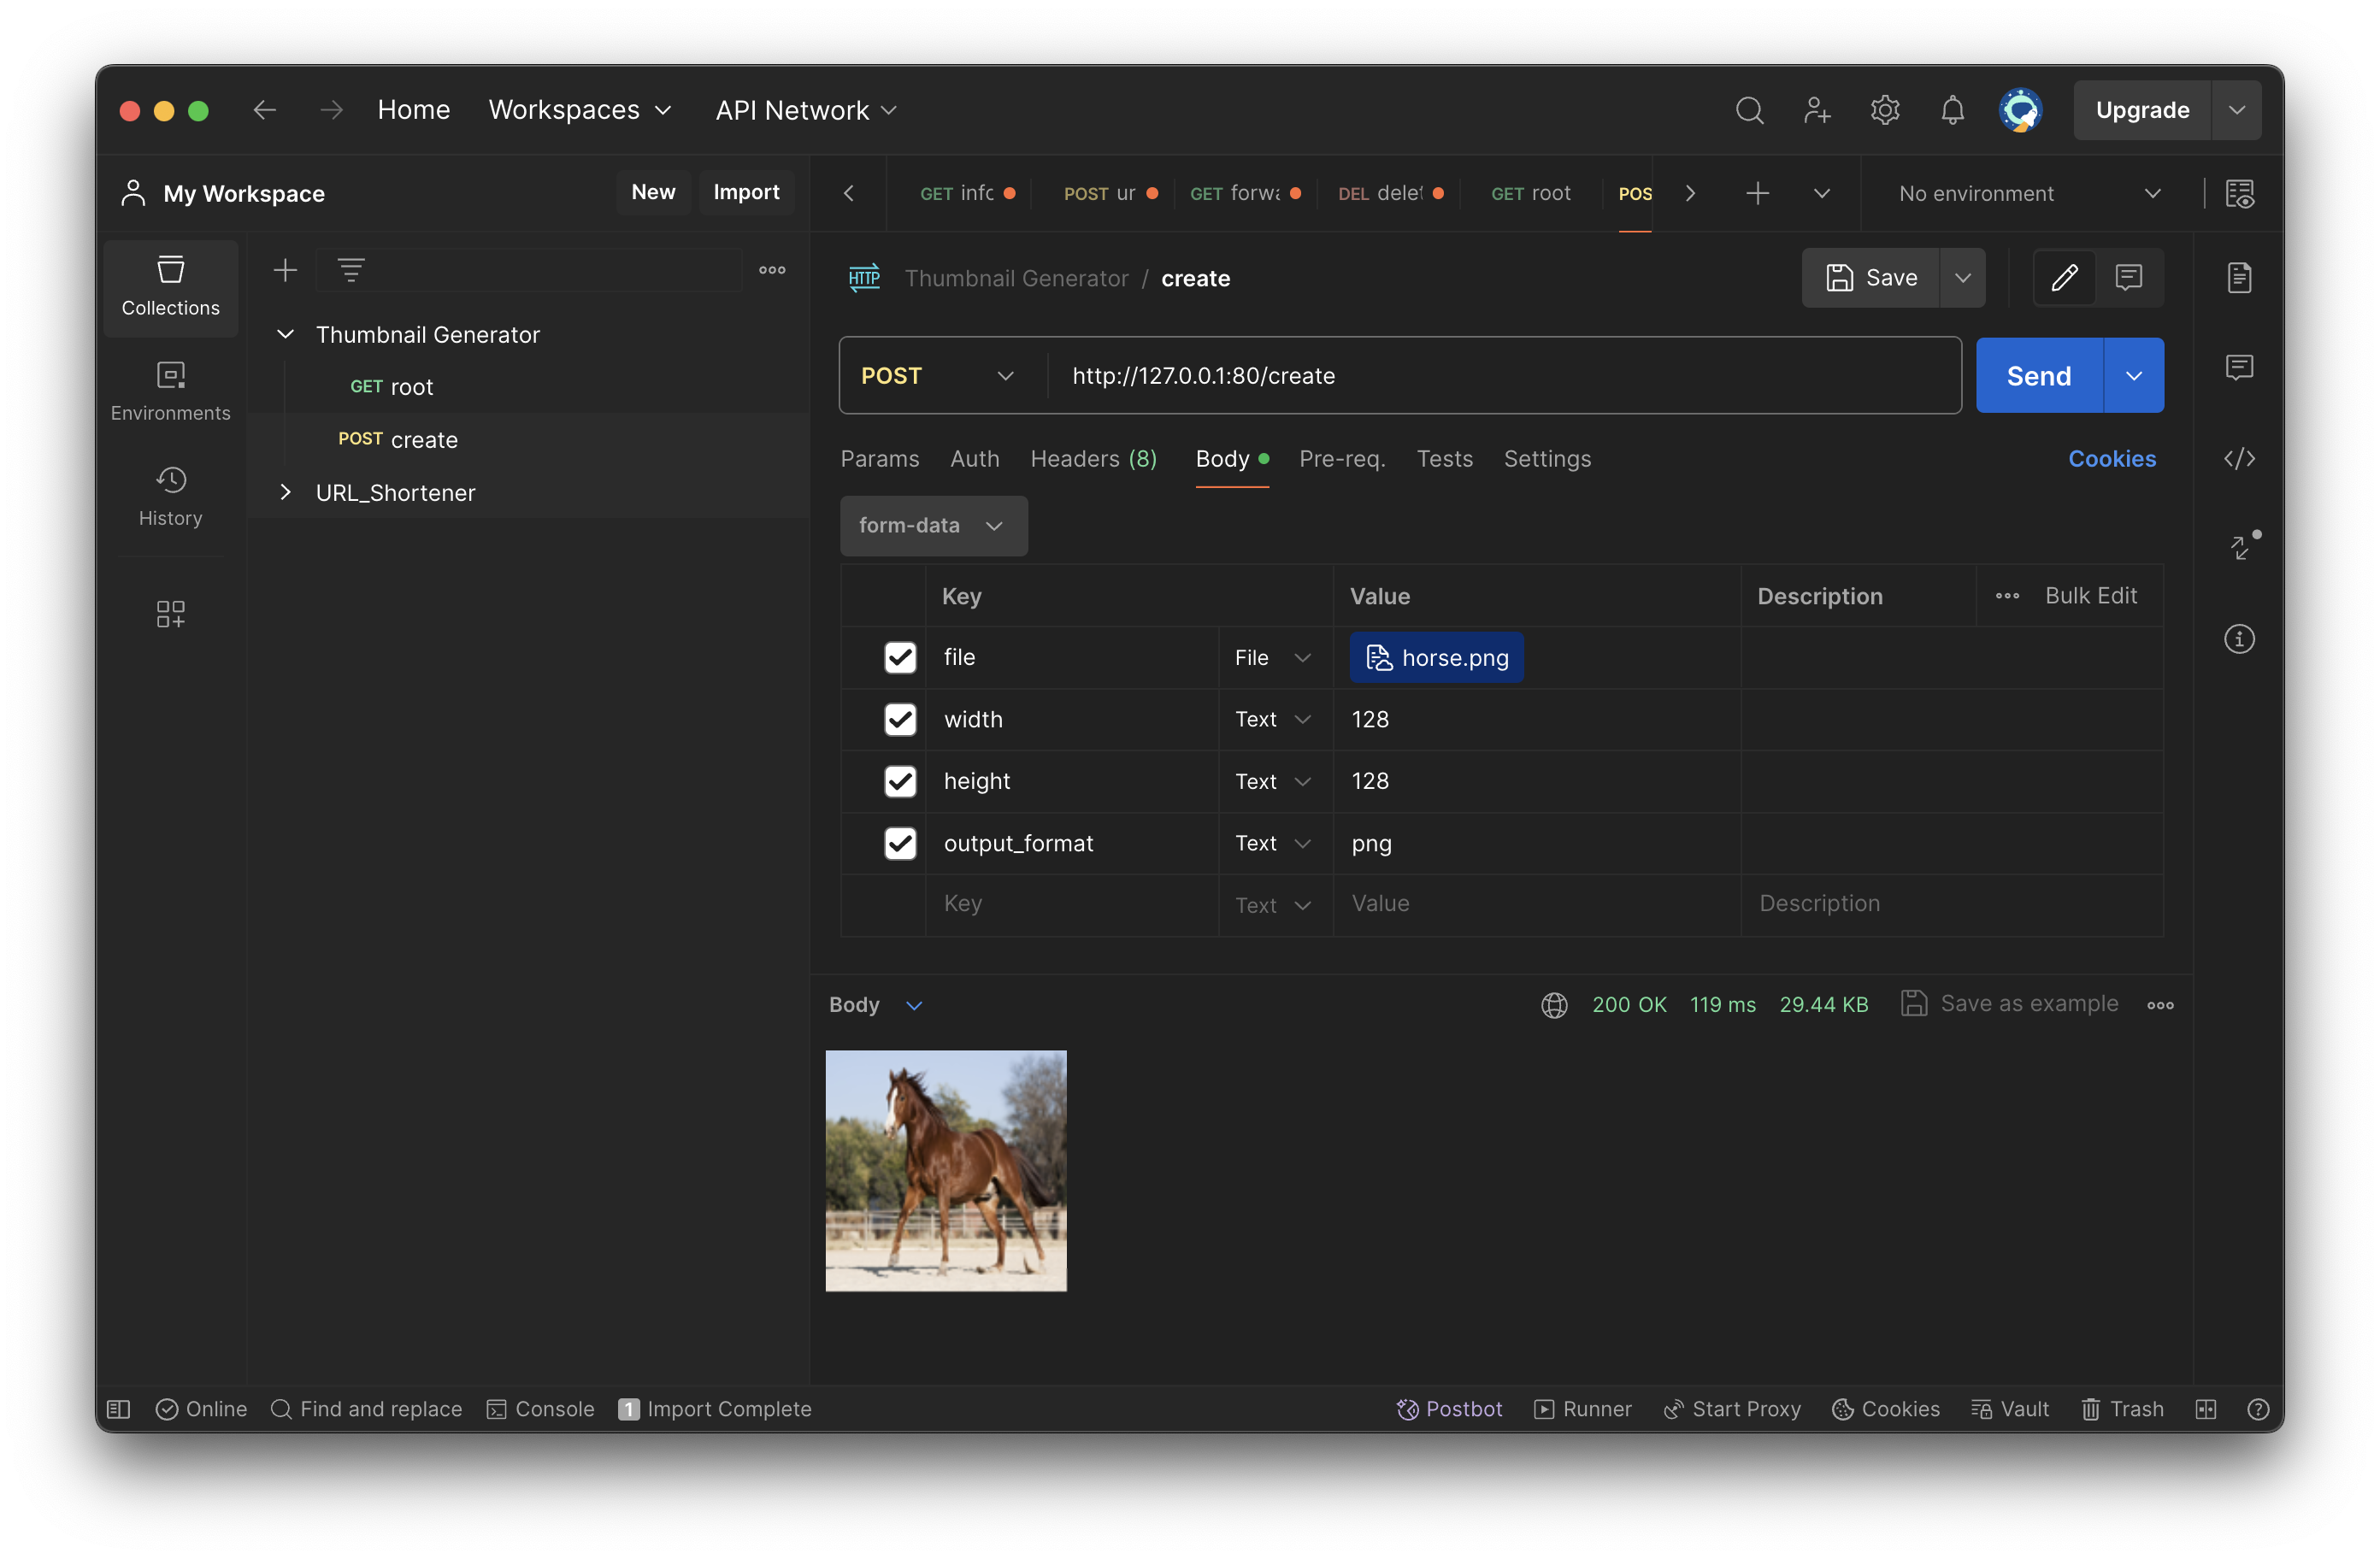 Home Workspaces API Network Upgrade
My Workspace New Import
GET info POST ur GET forwa DEL delet GET root POS No environment
Collections
Environments
History
Thumbnail Generator
GET root
POST create
URL_Shortener
HTTP Thumbnail Generator / create Save
POST http://127.0.0.1:80/create Send
Params Auth Headers (8) Body Pre-req. Tests Settings Cookies
form-data
Key Value Description Bulk Edit
file File horse.png
width Text 128
height Text 128
output_format Text png
Key Text Value Description
Body 200 OK 119 ms 29.44 KB Save as example
Online Find and replace Console 1 Import Complete Postbot Runner Start Proxy Cookies Vault Trash